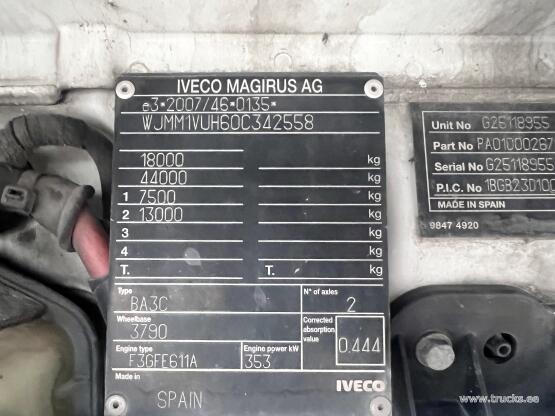 IVECO MAGIRUS AG
e3*2007/46*0135*
WJMM1VUH60C342558
18000 kg kg
44000 kg
1 7500 kg
2 13000 kg
3 kg
4 kg
T. T. kg
Type BA3C N° of axles 2
Wheelbase 3790 Corrected absorption value 0.444
Engine type F3GFE611A Engine power kW 353
Made in SPAIN IVECO
Unit No G25118955
Part No PA01000267
Serial No G25118955
P.I.C. No 1BGB23D100
MADE IN SPAIN
9847 4920
www.trucks.ee